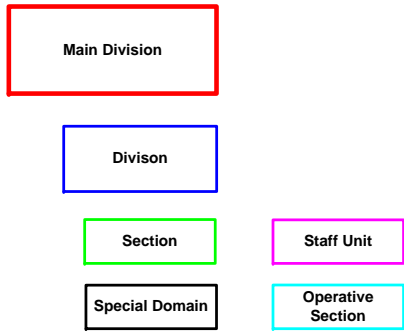 Main Division
Divison
Section
Staff Unit
Special Domain
Operative
Section